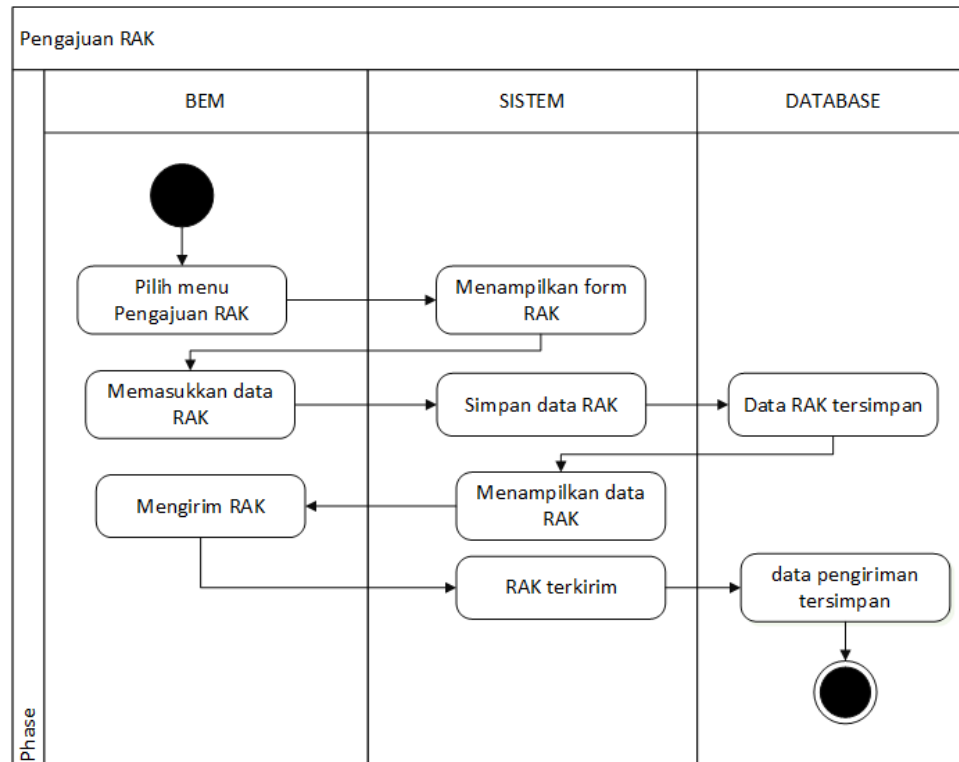 Pengajuan RAK
BEM
SISTEM
DATABASE
Pilih menu
Pengajuan RAK
Menampilkan form
RAK
Memasukkan data
RAK
Simpan data RAK
Data RAK tersimpan
Menampilkan data
RAK
Mengirim RAK
RAK terkirim
data pengiriman
tersimpan
Phase